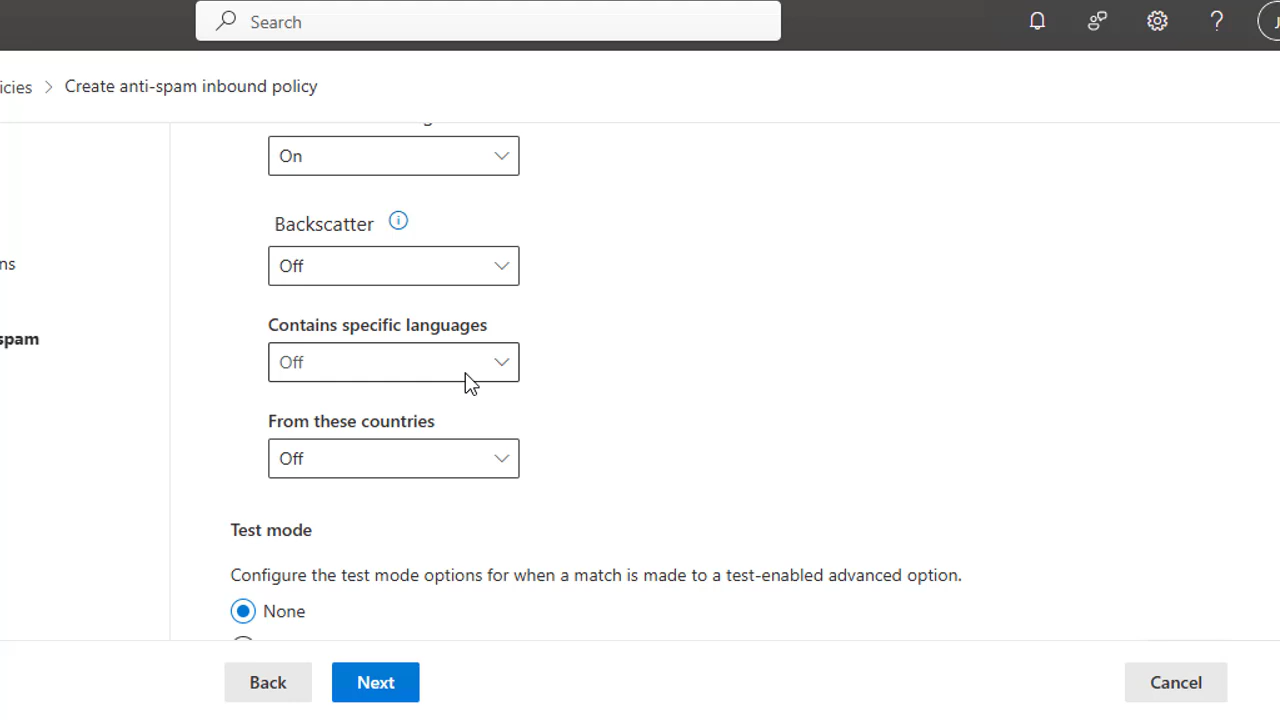 Search
icies > Create anti-spam inbound policy
On
Backscatter
Off
ns
Contains specific languages
spam
Off
From these countries
Off
Test mode
Configure the test mode options for when a match is made to a test-enabled advanced option.
None
Back
Next
Cancel